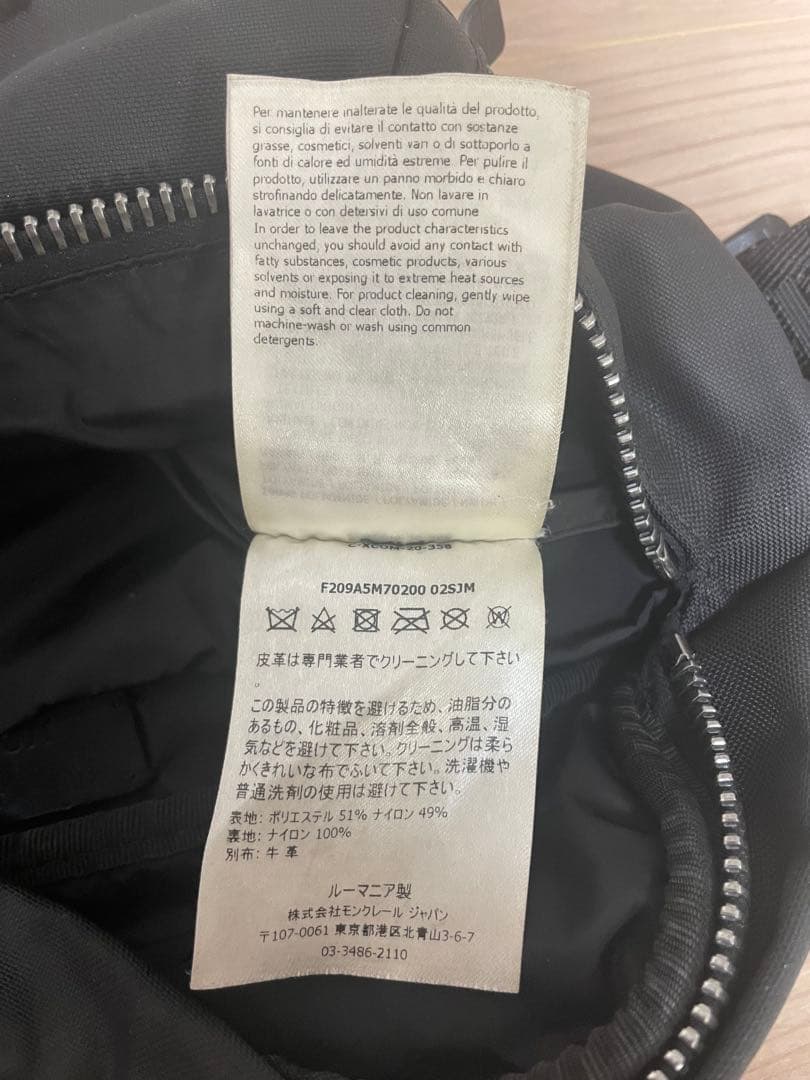 Per mantenere inalterate le qualità del prodotto,
si consiglia di evitare il contatto con sostanze
grasse, cosmetici, solventi vari o di sottoporlo a
fonti di calore ed umidità estreme. Per pulire il
prodotto, utilizzare un panno morbido e chiaro
strofinando delicatamente. Non lavare in
lavatrice o con detersivi di uso comune
In order to leave the product characteristics
unchanged, you should avoid any contact with
fatty substances, cosmetic products, various
solvents or exposing it to extreme heat sources
and moisture. For product cleaning, gently wipe
using a soft and clear cloth. Do not
machine-wash or wash using common
detergents.
F209A5M70200 02SJM
皮革は専門業者でクリーニングして下さい
。
この製品の特徴を避けるため、油脂分の
あるもの、化粧品、溶剤全般、高温、湿
気などを避けて下さい。クリーニングは柔ら
かくきれいな布でふいて下さい。洗濯機や
普通洗剤の使用は避けて下さい。
表地: ポリエステル 51% ナイロン 49%
裏地: ナイロン 100%
別布: 牛 革
ルーマニア製
株式会社モンクレール ジャパン
〒107-0061 東京都港区北青山3-6-7
03-3486-2110